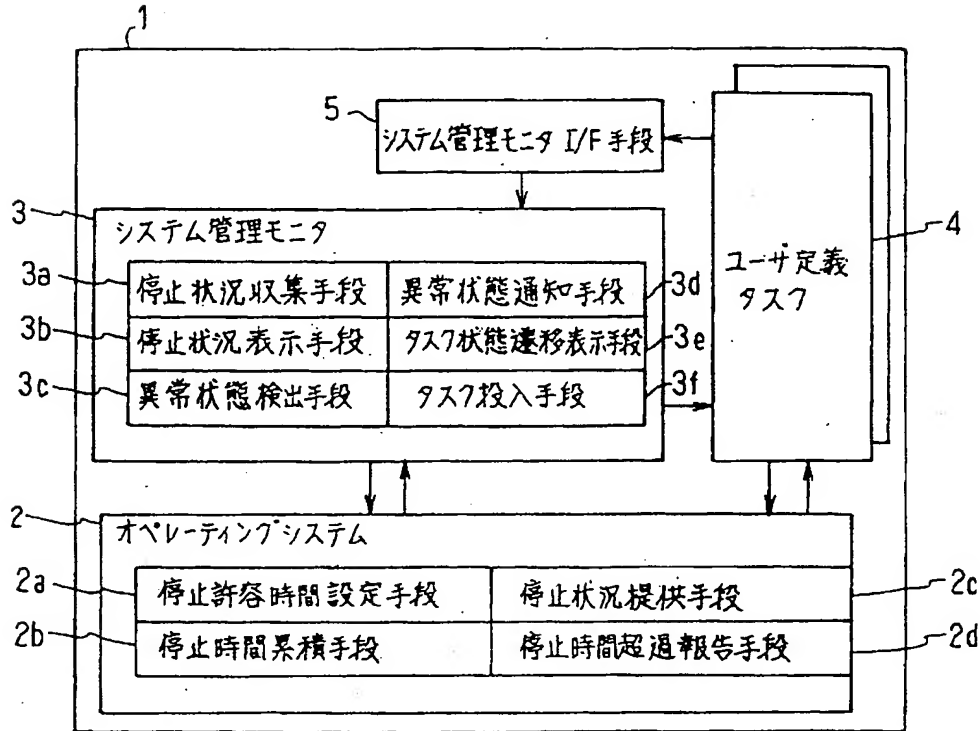 1
5
システム管理モニタ I/F 手段
3
システム管理モニタ
4
ユーザ定義
タスク
3a
停止状況収集手段
異常状態通知手段
3d
3b
停止状況表示手段
タスク状態遷移表示手段
3e
3c
異常状態検出手段
タスク投入手段
3f
2
オペレーティングシステム
2a
停止許容時間設定手段
停止状況提供手段
2c
2b
停止時間累積手段
停止時間超過報告手段
2d